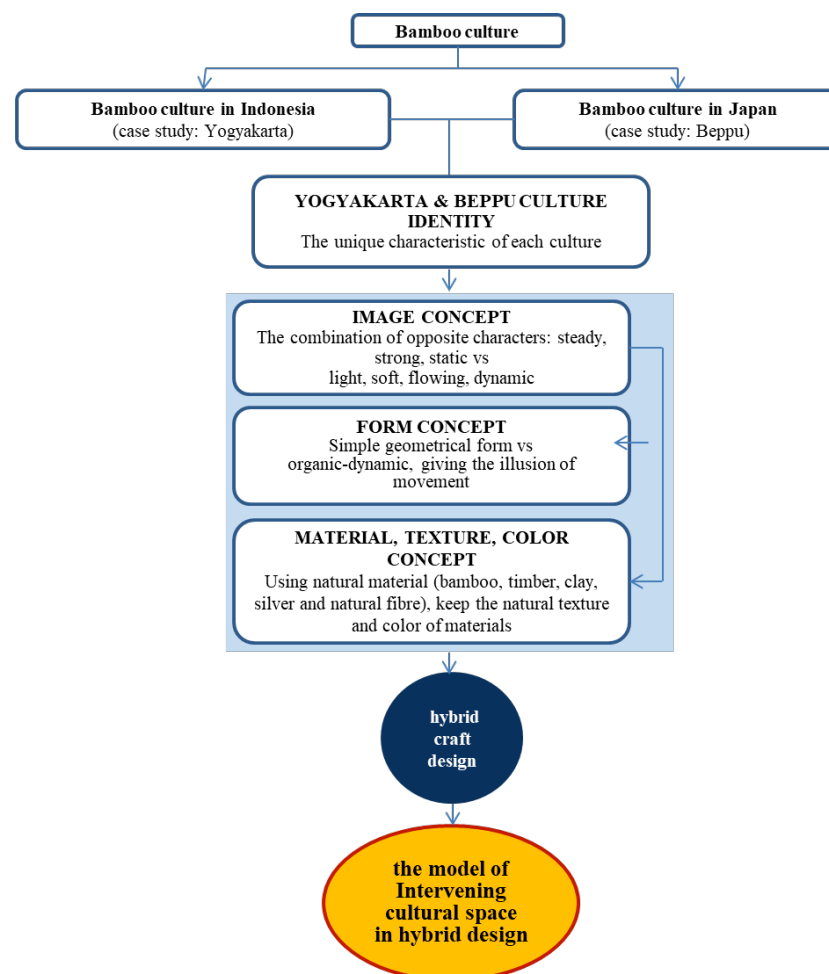 Bamboo culture
Bamboo culture in Indonesia
(case study: Yogyakarta)
Bamboo culture in Japan
(case study: Beppu)
YOGYAKARTA & BEPPU CULTURE
IDENTITY
The unique characteristic of each culture
IMAGE CONCEPT
The combination of opposite characters: steady,
strong, static vs
light, soft, flowing, dynamic
FORM CONCEPT
Simple geometrical form vs
organic-dynamic, giving the illusion of
movement
MATERIAL, TEXTURE, COLOR
CONCEPT
Using natural material (bamboo, timber, clay,
silver and natural fibre), keep the natural texture
and color of materials
hybrid
craft
design
the model of
Intervening
cultural space
in hybrid design